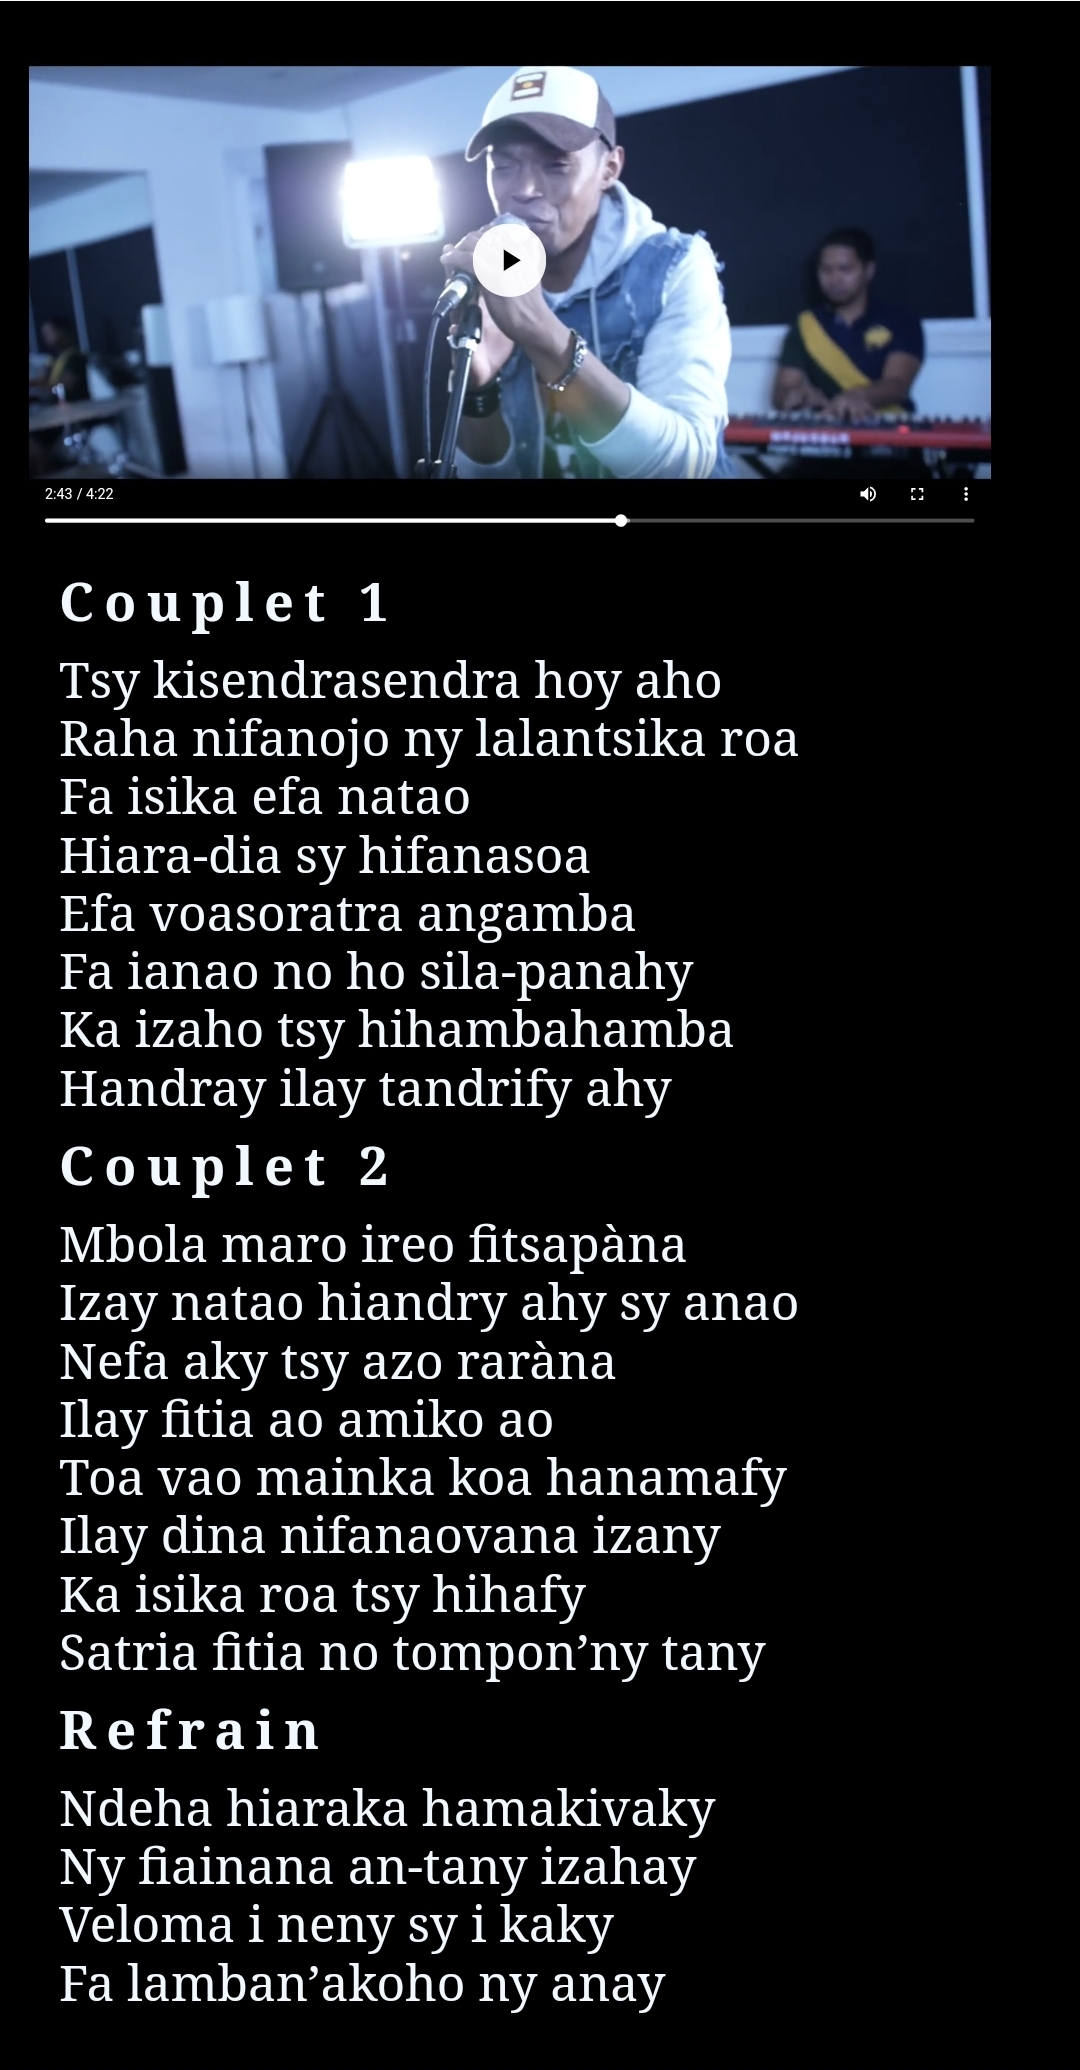 2:43 / 4:22
Couplet 1
Tsy kisendrasendra hoy aho
Raha nifanojo ny lalantsika roa
Fa isika efa natao
Hiara-dia sy hifanasoa
Efa voasoratra angamba
Fa ianao no ho sila-panahy
Ka izaho tsy hihambahamba
Handray ilay tandrify ahy
Couplet 2
Mbola maro ireo fitsapàna
Izay natao hiandry ahy sy anao
Nefa aky tsy azo raràna
Ilay fitia ao amiko ao
Toa vao mainka koa hanamafy
Ilay dina nifanaovana izany
Ka isika roa tsy hihafy
Satria fitia no tompon’ny tany
Refrain
Ndeha hiaraka hamakivaky
Ny fiainana an-tany izahay
Veloma i neny sy i kaky
Fa lamban’akoho ny anay